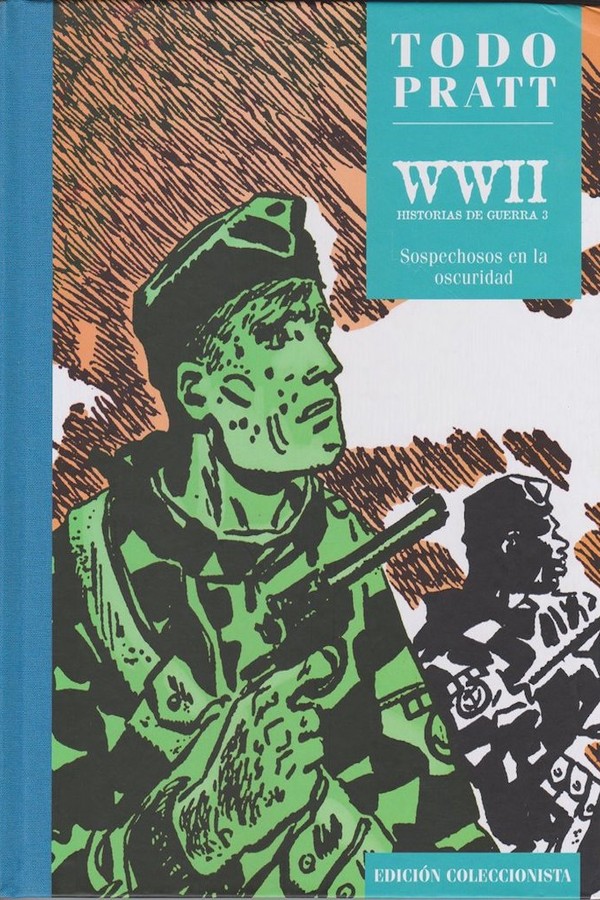 TODO
PRATT
WWII
HISTORIAS DE GUERRA 3
Sospechosos en la
oscuridad
EDICIÓN COLECCIONISTA